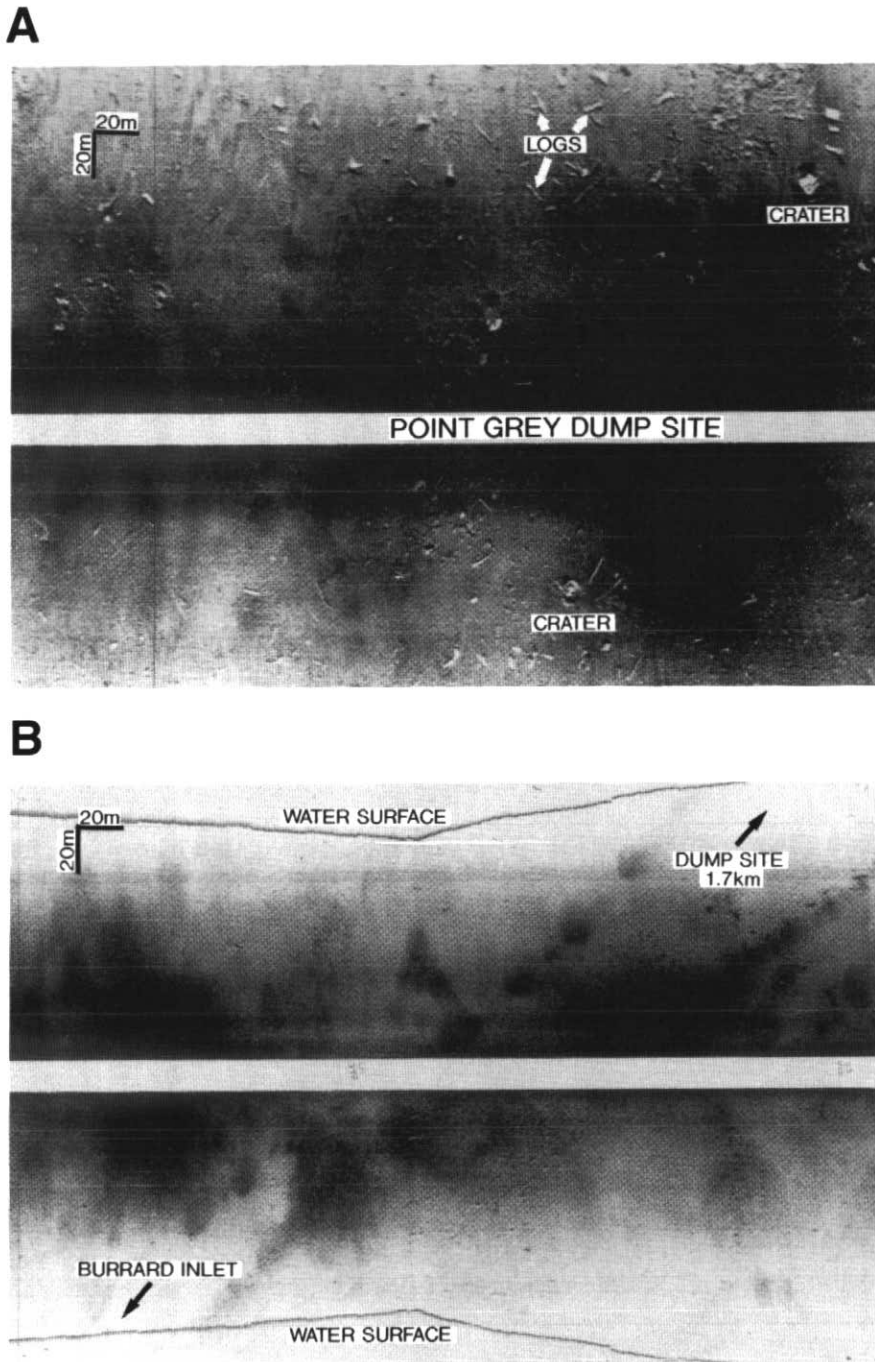 A
20m
20m
LOGS
CRATER
POINT GREY DUMP SITE
CRATER
B
20m
20m
WATER SURFACE
DUMP SITE
1.7km
BURRARD INLET
WATER SURFACE